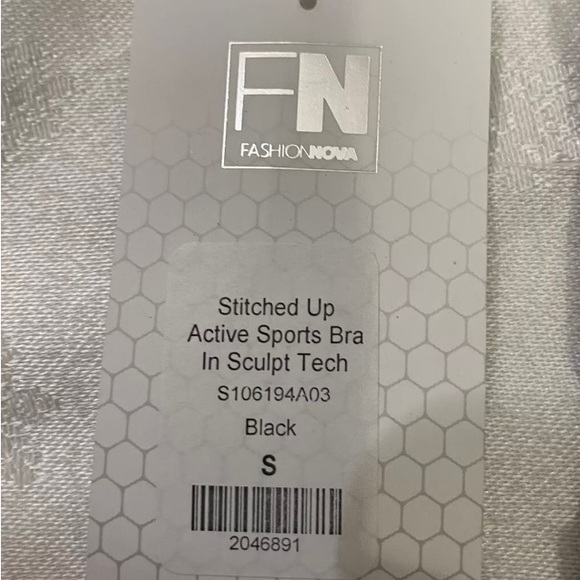 FN
FASHIONNOVA
Stitched Up
Active Sports Bra
In Sculpt Tech
S106194A03
Black
S
2046891